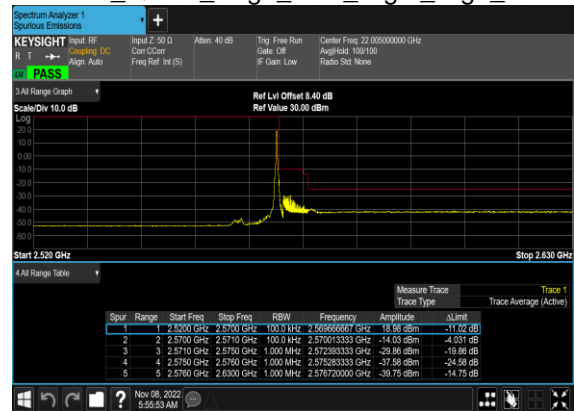 Spectrum Analyzer 1
Spurious Emissions
+
KEYSIGHT Input: RF Input Z: 50 Ω Atten: 40 dB Trig: Free Run Center Freq: 22.005000000 GHz
R T Coupling: DC Corr CCorr Gate: Off Avg|Hold: 100/100
Align: Auto Freq Ref: Int (S) IF Gain: Low Radio Std: None
PASS
3 All Range Graph
Ref Lvl Offset 8.40 dB
Scale/Div 10.0 dB Ref Value 30.00 dBm
Log
20.0
10.0
0.00
-10.0
-20.0
-30.0
-40.0
-50.0
-60.0
Start 2.520 GHz Stop 2.630 GHz
4 All Range Table
Measure Trace Trace 1
Trace Type Trace Average (Active)
Spur Range Start Freq Stop Freq RBW Frequency Amplitude ΔLimit
1 1 2.5200 GHz 2.5700 GHz 100.0 kHz 2.569666667 GHz 18.98 dBm -11.02 dB
2 2 2.5700 GHz 2.5710 GHz 100.0 kHz 2.570013333 GHz -14.03 dBm -4.031 dB
3 3 2.5710 GHz 2.5750 GHz 1.000 MHz 2.572393333 GHz -29.86 dBm -19.86 dB
4 4 2.5750 GHz 2.5760 GHz 1.000 MHz 2.575283333 GHz -37.58 dBm -24.58 dB
5 5 2.5760 GHz 2.6300 GHz 1.000 MHz 2.576720000 GHz -39.75 dBm -14.75 dB
? Nov 08, 2022
5:55:53 AM